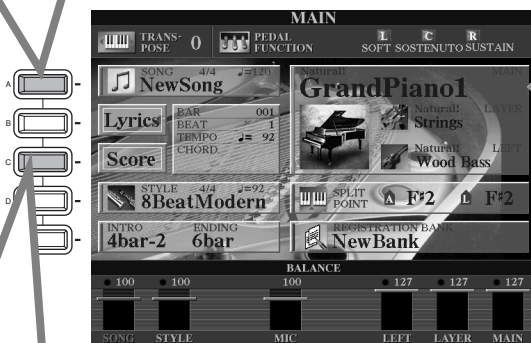 MAIN
TRANS-
POSE 0
PEDAL
FUNCTION
L C R
SOFT SOSTENUTO SUSTAIN
A
B
C
D
SONG 4/4 ♩=120
NewSong
Natural! MAIN
GrandPiano1
Lyrics
BAR 001
BEAT 1
TEMPO ♩= 92
CHORD
Natural! LAYER
Strings
Score
Natural! LEFT
Wood Bass
STYLE 4/4 ♩=92
8BeatModern
SPLIT
POINT A F#2 L F#2
INTRO ENDING
4bar-2 6bar
REGISTRATION BANK
NewBank
BALANCE
100 100 100 127 127 127
SONG STYLE MIC LEFT LAYER MAIN